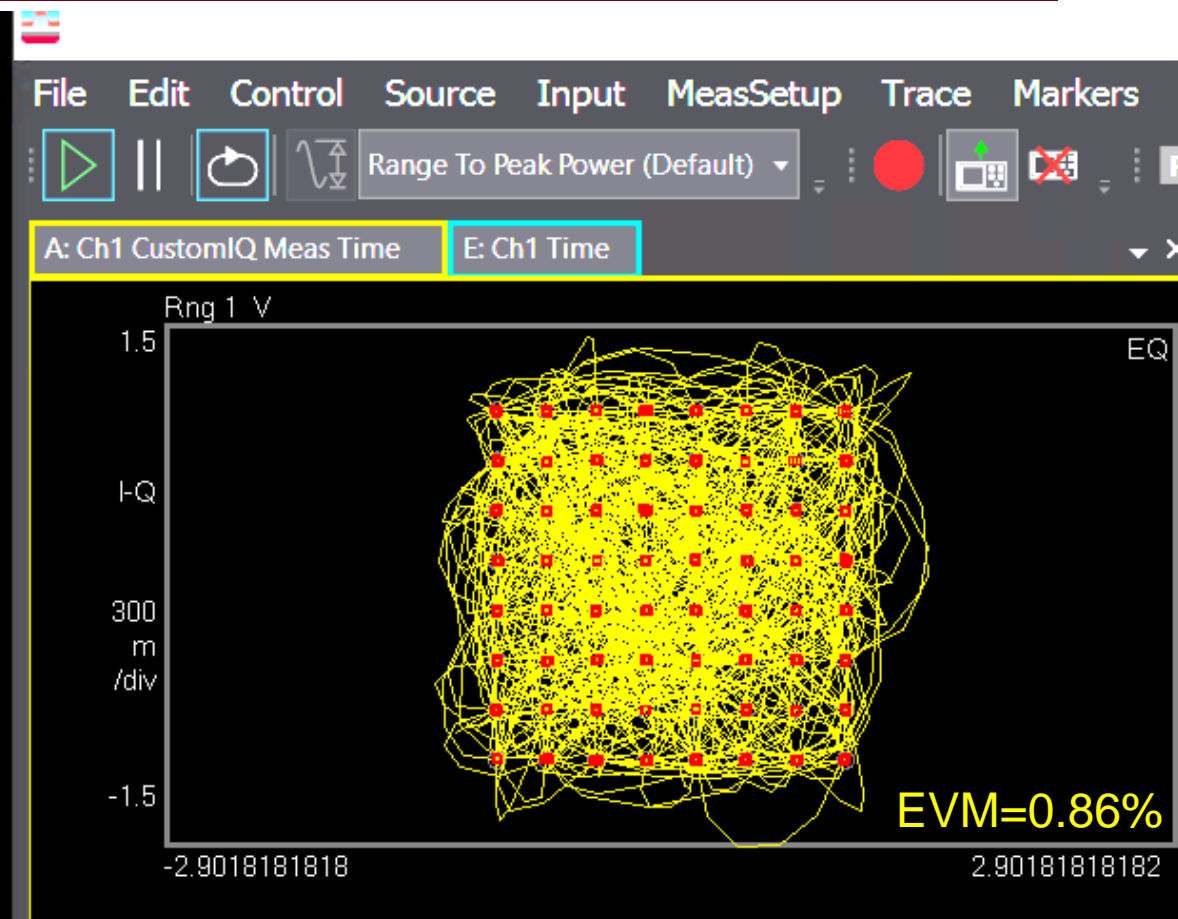 File Edit Control Source Input MeasSetup Trace Markers
Range To Peak Power (Default)
A: Ch1 CustomIQ Meas Time E: Ch1 Time
Rng 1 V
1.5
EQ
I-Q
300
m
/div
-1.5
EVM=0.86%
-2.9018181818 2.90181818182